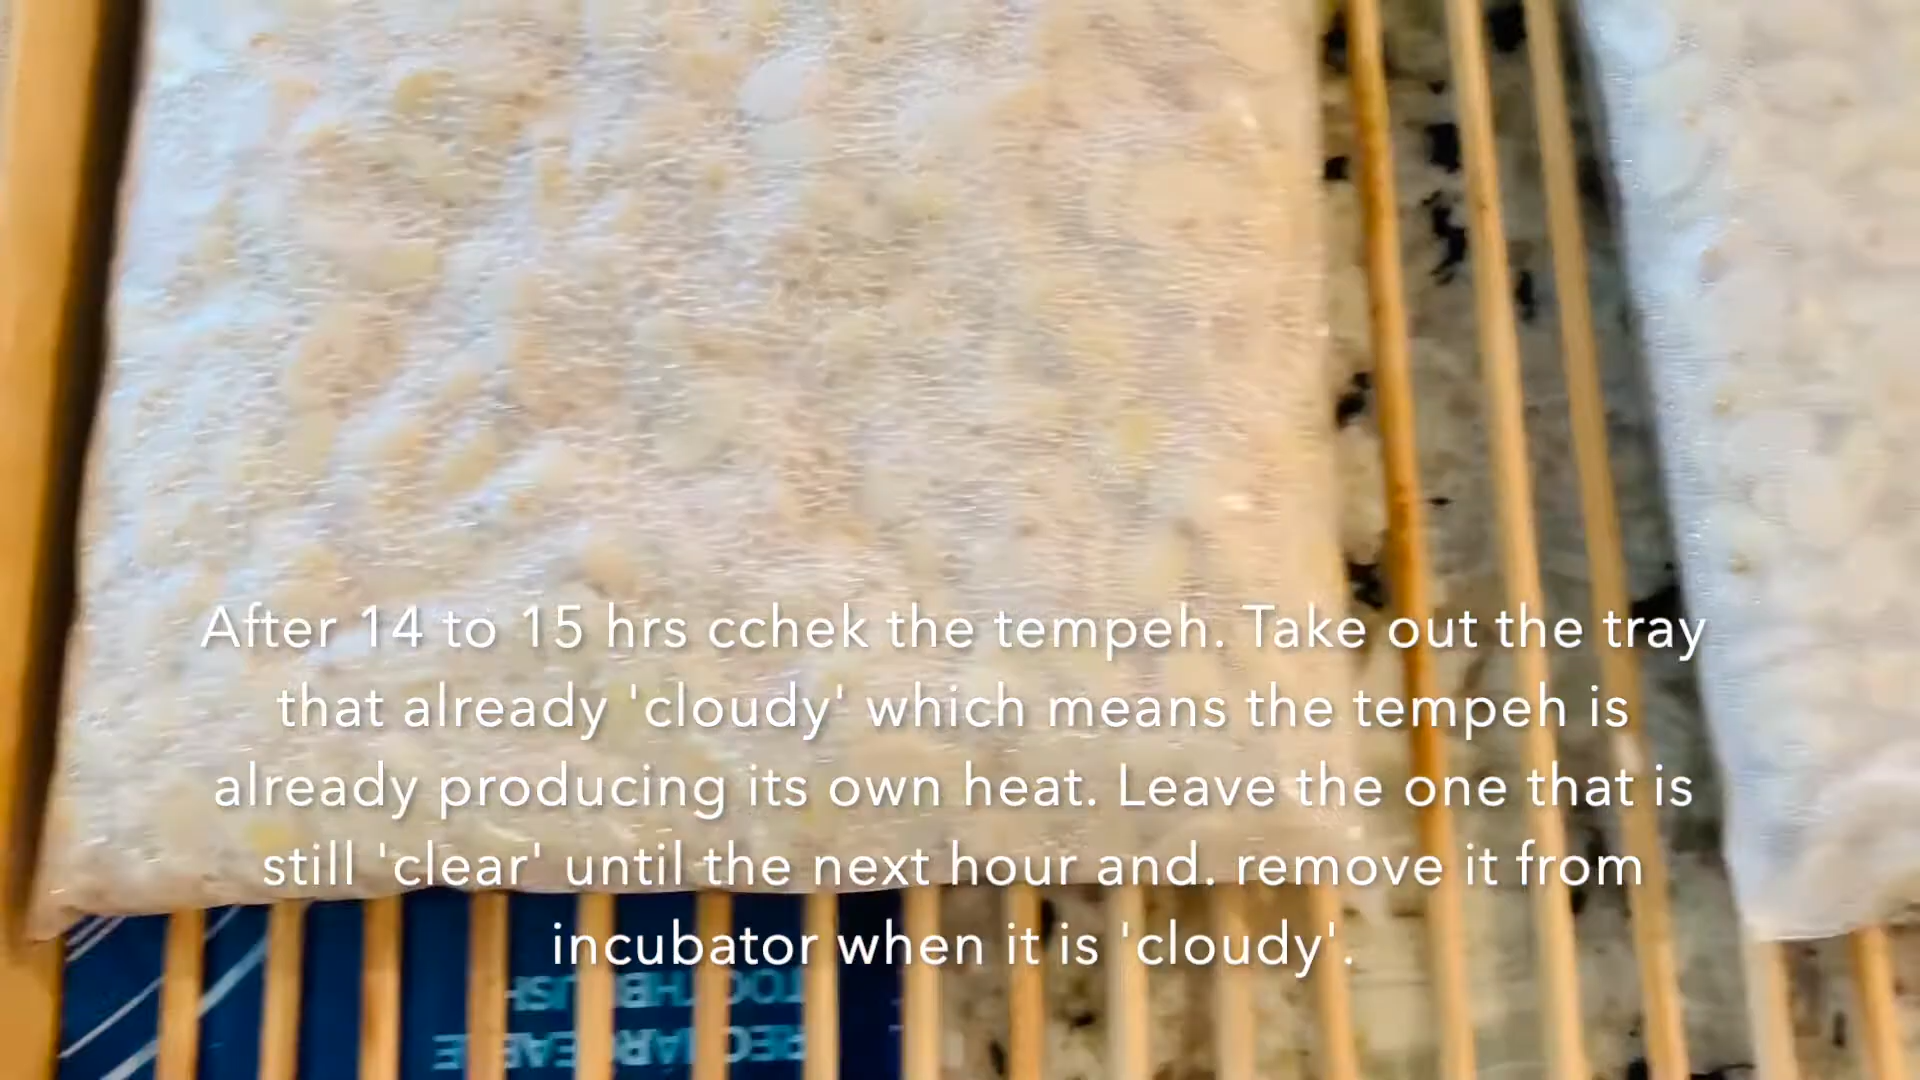 After 14 to 15 hrs cchek the tempeh. Take out the tray
that already 'cloudy' which means the tempeh is
already producing its own heat. Leave the one that is
still 'clear' until the next hour and. remove it from
incubator when it is 'cloudy'.
TOOTHBRUSH
RECHARGEABLE